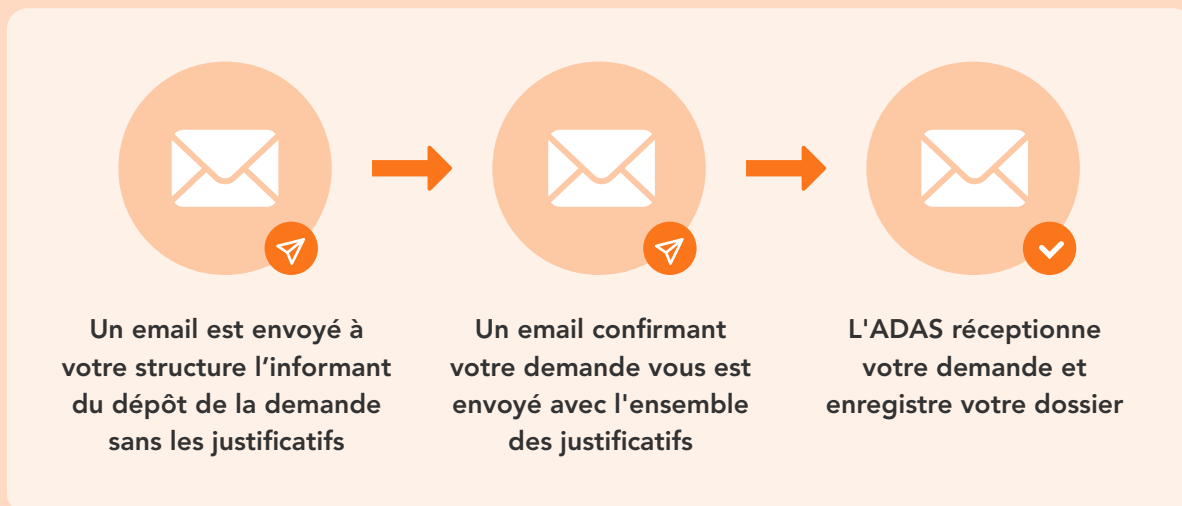 Un email est envoyé à
votre structure l’informant
du dépôt de la demande
sans les justificatifs
Un email confirmant
votre demande vous est
envoyé avec l'ensemble
des justificatifs
L'ADAS réceptionne
votre demande et
enregistre votre dossier